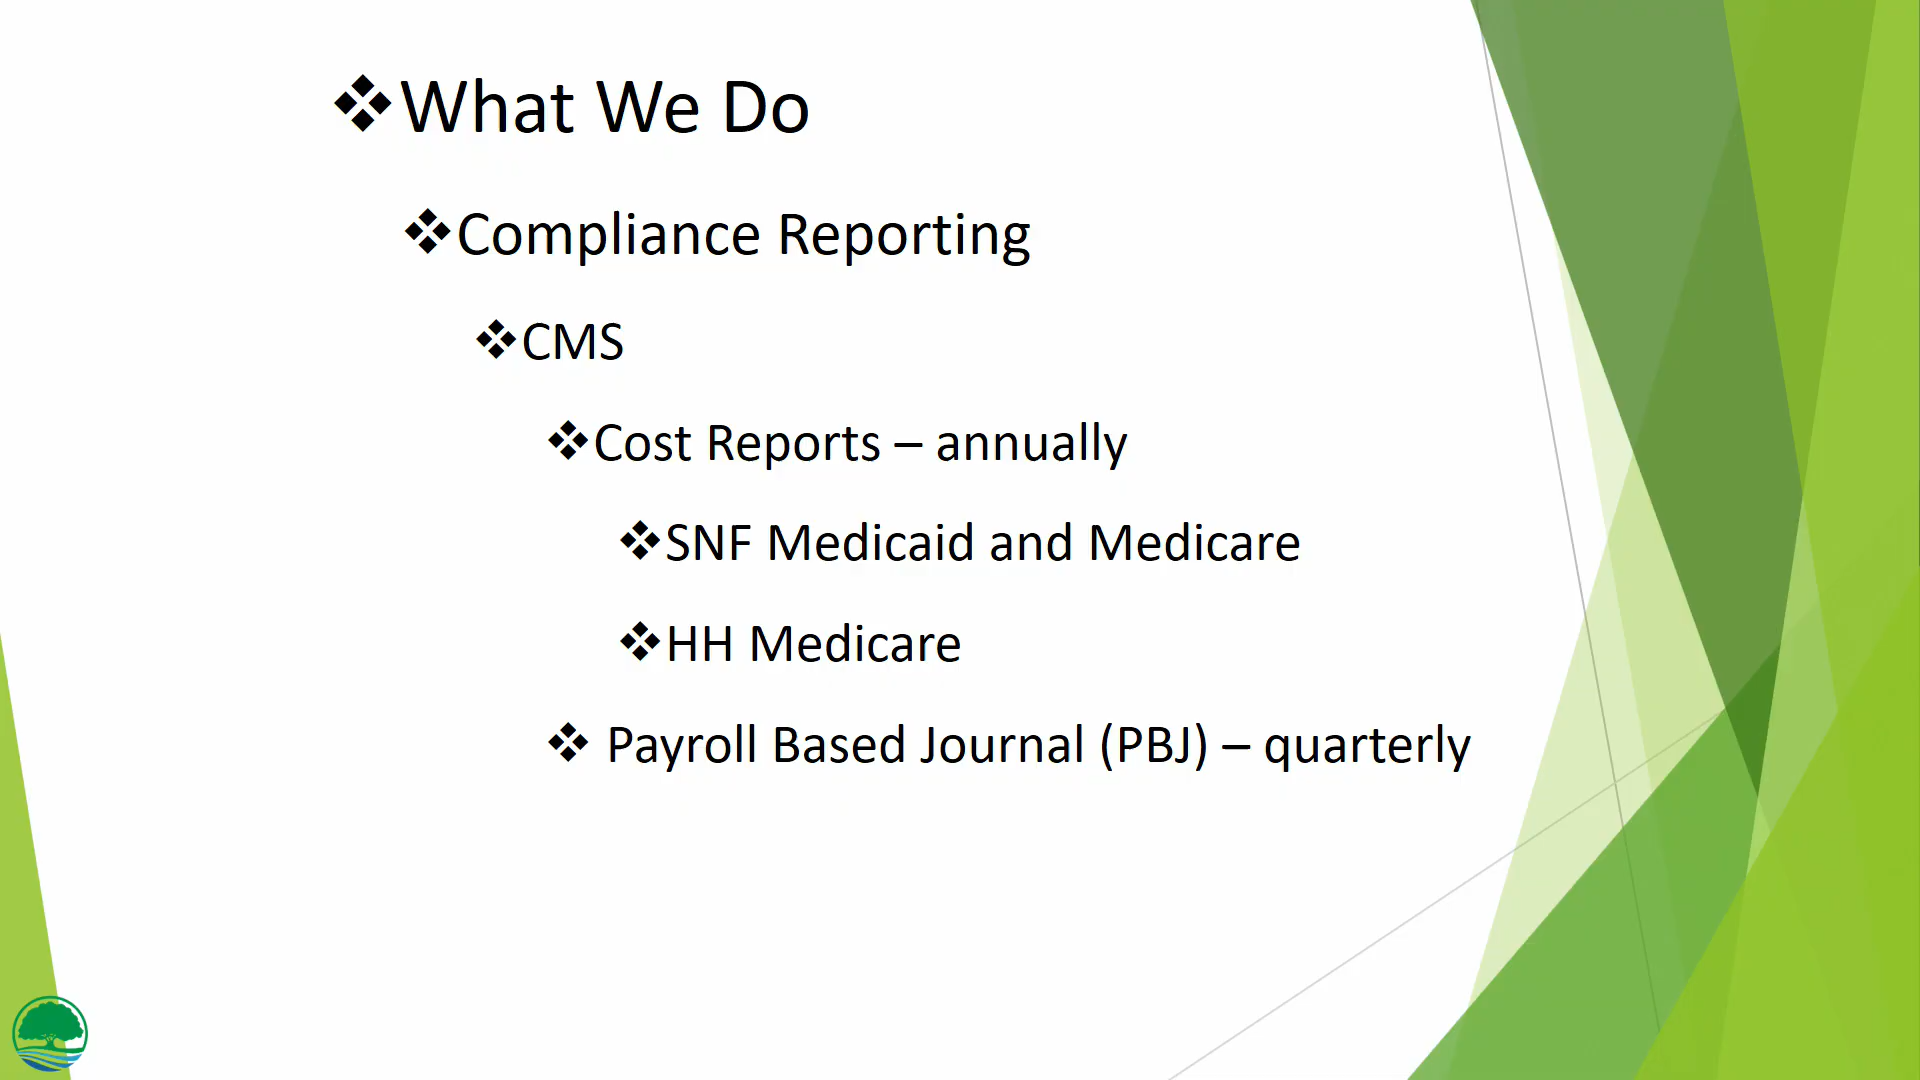 ❖What We Do
❖Compliance Reporting
❖CMS
❖Cost Reports – annually
❖SNF Medicaid and Medicare
❖HH Medicare
❖ Payroll Based Journal (PBJ) – quarterly